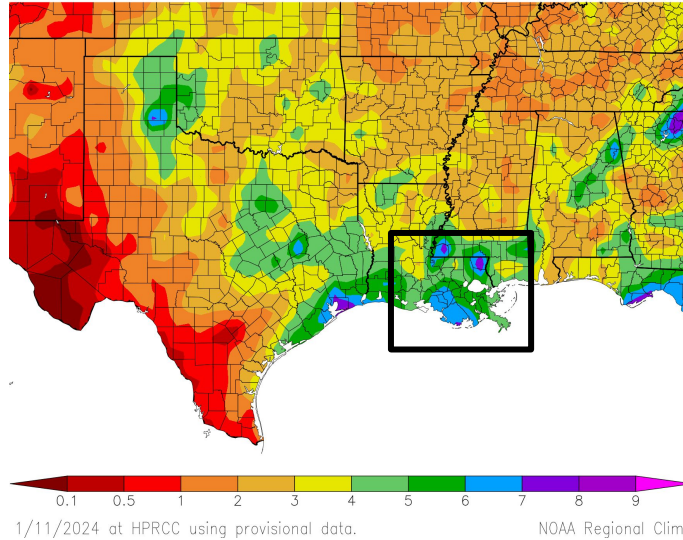 0.1 0.5 1 2 3 4 5 6 7 8 9
1/11/2024 at HPRCC using provisional data. NOAA Regional Clim